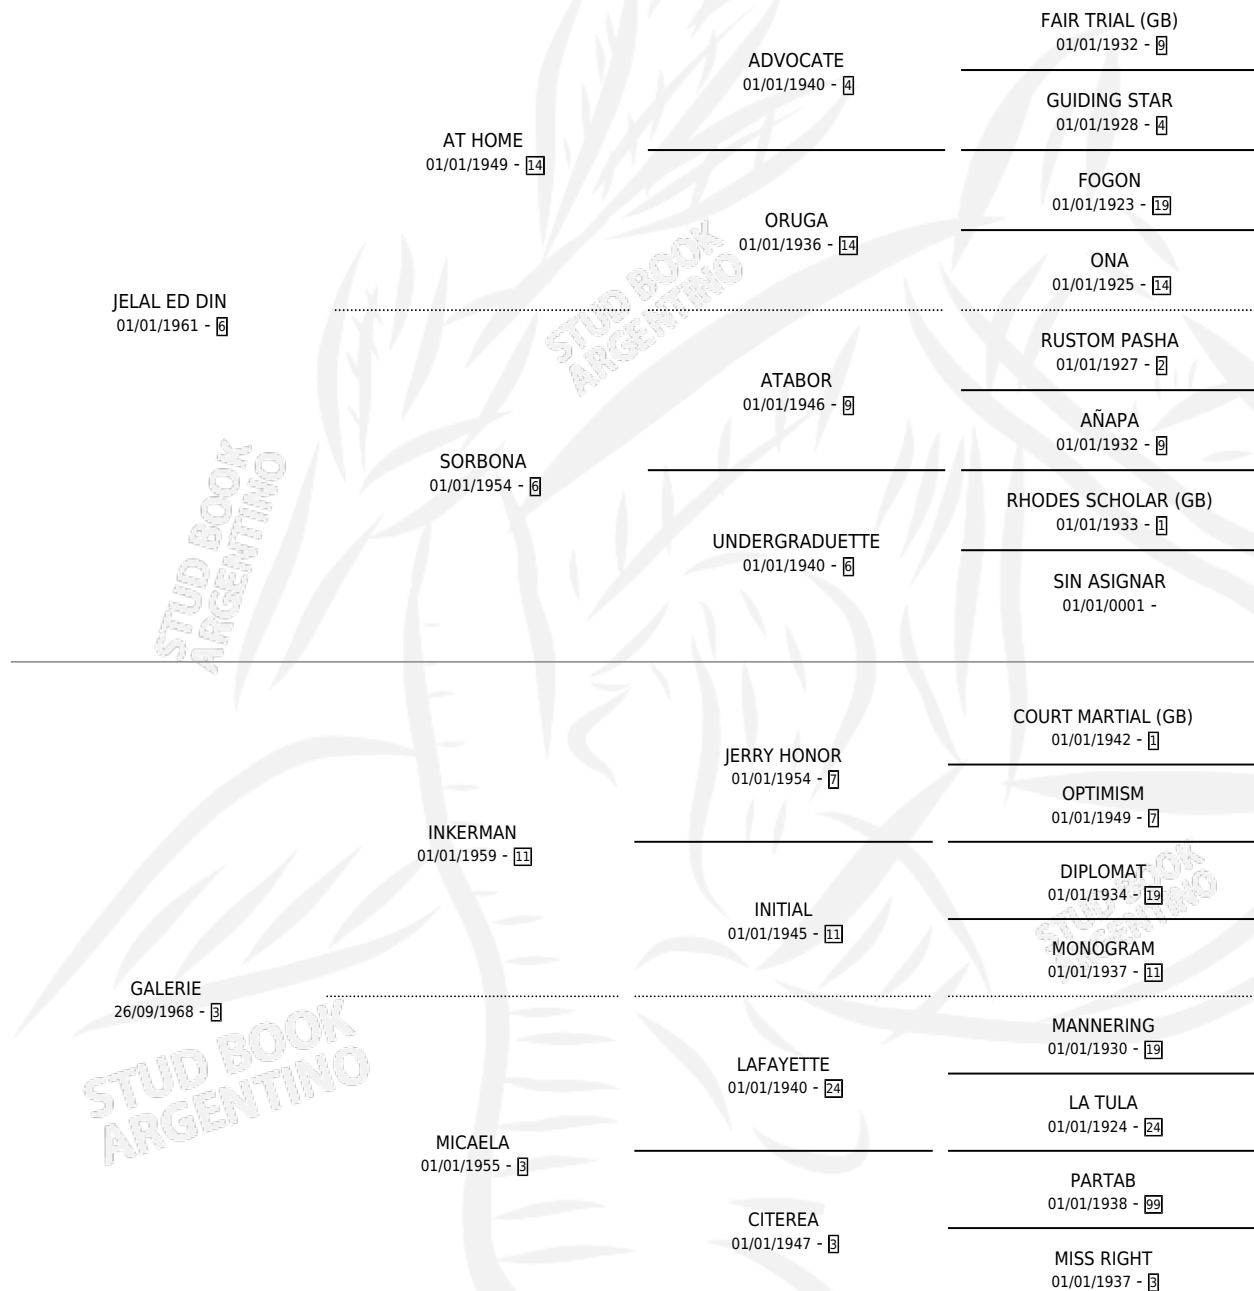 FAIR TRIAL (GB)
01/01/1932 - 9
ADVOCATE
01/01/1940 - 4
GUIDING STAR
01/01/1928 - 4
AT HOME
01/01/1949 - 14
FOGON
01/01/1923 - 19
ORUGA
01/01/1936 - 14
ONA
01/01/1925 - 14
JELAL ED DIN
01/01/1961 - 6
RUSTOM PASHA
01/01/1927 - 2
ATABOR
01/01/1946 - 9
AÑAPA
01/01/1932 - 9
SORBONA
01/01/1954 - 6
RHODES SCHOLAR (GB)
01/01/1933 - 1
UNDERGRADUETTE
01/01/1940 - 6
SIN ASIGNAR
01/01/0001 -
COURT MARTIAL (GB)
01/01/1942 - 1
JERRY HONOR
01/01/1954 - 7
OPTIMISM
01/01/1949 - 7
INKERMAN
01/01/1959 - 11
DIPLOMAT
01/01/1934 - 19
INITIAL
01/01/1945 - 11
MONOGRAM
01/01/1937 - 11
GALERIE
26/09/1968 - 3
MANNERING
01/01/1930 - 19
LAFAYETTE
01/01/1940 - 24
LA TULA
01/01/1924 - 24
MICAELA
01/01/1955 - 3
PARTAB
01/01/1938 - 99
CITEREA
01/01/1947 - 3
MISS RIGHT
01/01/1937 - 3
STUD BOOK
ARGENTINO
STUD BOOK
ARGENTINO
STUD BOOK
ARGENTINO
STUD BOOK
ARGENTINO